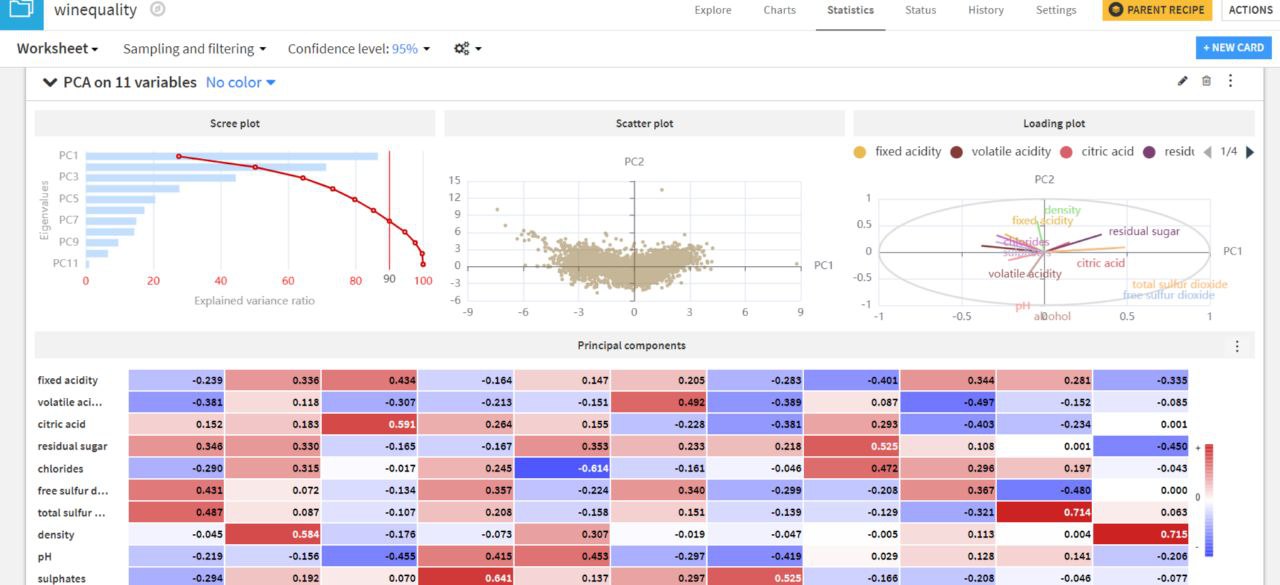 winequality
Explore Charts Statistics Status History Settings PARENT RECIPE ACTIONS
Worksheet Sampling and filtering Confidence level: 95% + NEW CARD
PCA on 11 variables No color
Scree plot Scatter plot Loading plot
fixed acidity volatile acidity citric acid residu 1/4
PC1
PC3
PC5
PC7
PC9
PC11
Eigenvalues
0 20 40 60 80 90 100
Explained variance ratio
PC2
15
12
9
6
3
0
-3
-6
PC1
-9 -6 -3 0 3 6 9
PC2
1
0.5
0
-0.5
-1
density
fixed acidity
residual sugar
chlorides
PC1
citric acid
volatile acidity
total sulfur dioxide
free sulfur dioxide
pH
alcohol
-1 -0.5 0 0.5 1
Principal components
fixed acidity -0.239 0.336 0.434 -0.164 0.147 0.205 -0.283 -0.401 0.344 0.281 -0.335
volatile aci... -0.381 0.118 -0.307 -0.213 -0.151 0.492 -0.389 0.087 -0.497 -0.152 -0.085
citric acid 0.152 0.183 0.591 0.264 0.155 -0.228 -0.381 0.293 -0.403 -0.234 0.001
residual sugar 0.346 0.330 -0.165 -0.167 0.353 0.233 0.218 0.525 0.108 0.001 -0.450
chlorides -0.290 0.315 -0.017 0.245 -0.614 -0.161 -0.046 0.472 0.296 0.197 -0.043
free sulfur d... 0.431 0.072 -0.134 0.357 -0.224 0.340 -0.299 -0.208 0.367 -0.480 0.000
total sulfur ... 0.487 0.087 -0.107 0.208 -0.158 0.151 -0.139 -0.129 -0.321 0.714 0.063
density -0.045 0.584 -0.176 -0.073 0.307 -0.019 -0.047 -0.005 0.113 0.004 0.715
pH -0.219 -0.156 -0.455 0.415 0.453 -0.297 -0.419 0.029 0.128 0.141 -0.206
sulphates -0.294 0.192 0.070 0.641 0.137 0.297 0.525 -0.166 -0.208 -0.046 -0.077
+
0
-